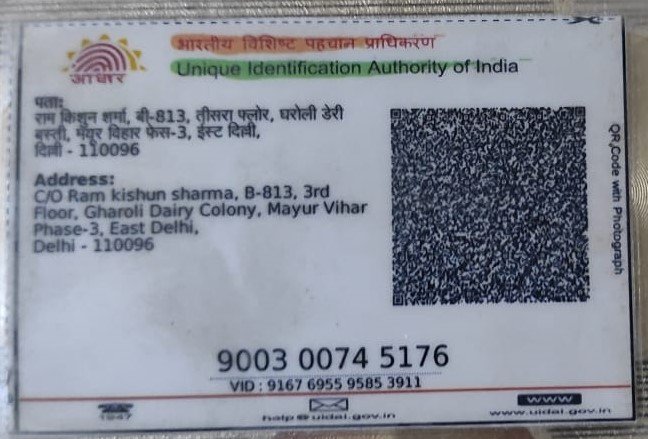 आधार
भारतीय विशिष्ट पहचान प्राधिकरण
Unique Identification Authority of India
पता:
राम किशुन शर्मा, बी-813, तीसरा फ्लोर, घरोली डेरी
बस्ती, मयूर विहार फेस-3, ईस्ट दिल्ली,
दिल्ली - 110096
Address:
C/O Ram kishun sharma, B-813, 3rd
Floor, Gharoli Dairy Colony, Mayur Vihar
Phase-3, East Delhi,
Delhi - 110096
QR Code with Photograph
9003 0074 5176
VID : 9167 6955 9585 3911
1947
help@uidai.gov.in
WWW
www.uidai.gov.in